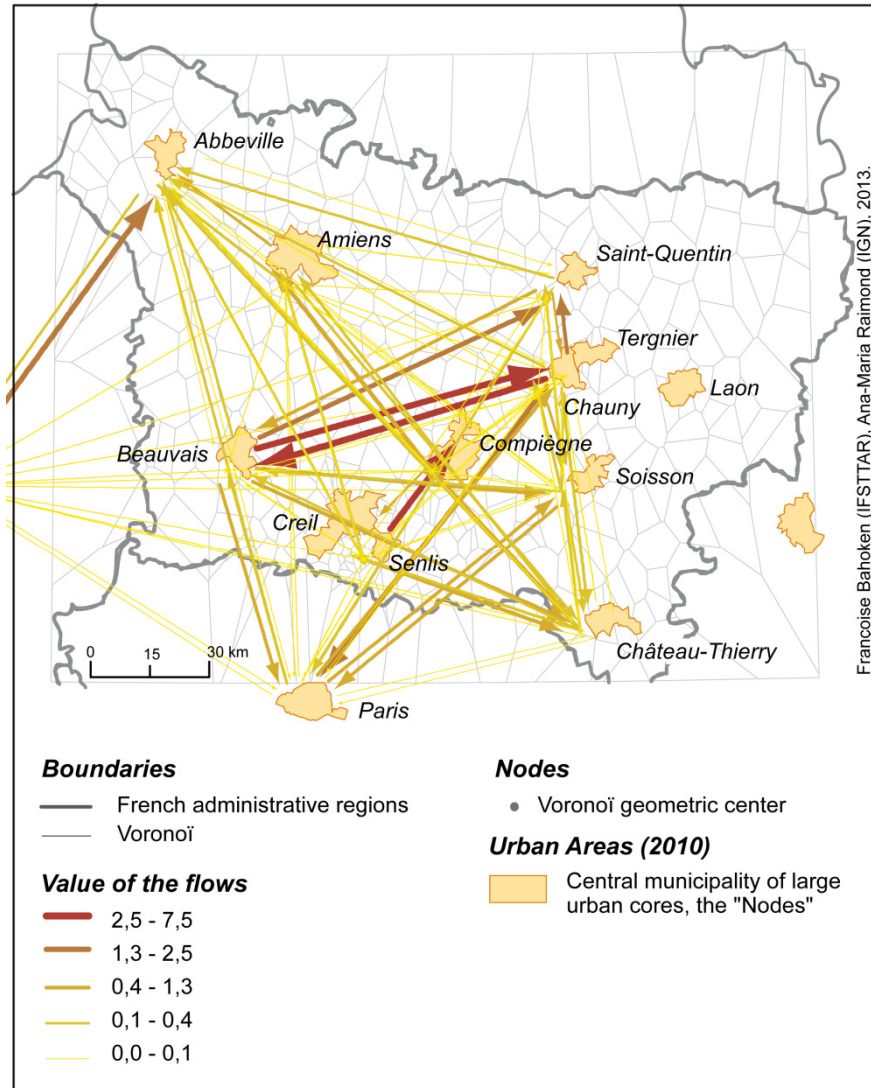 Abbeville
Amiens
Saint-Quentin
Tergnier
Laon
Chauny
Beauvais
Compiègne
Soisson
Creil
Senlis
Château-Thierry
0 15 30 km
Paris
Francoise Bahoken (IFSTTAR), Ana-Maria Raimond (IGN), 2013.
Boundaries
French administrative regions
Voronoï
Value of the flows
2,5 - 7,5
1,3 - 2,5
0,4 - 1,3
0,1 - 0,4
0,0 - 0,1
Nodes
Voronoï geometric center
Urban Areas (2010)
Central municipality of large
urban cores, the "Nodes"